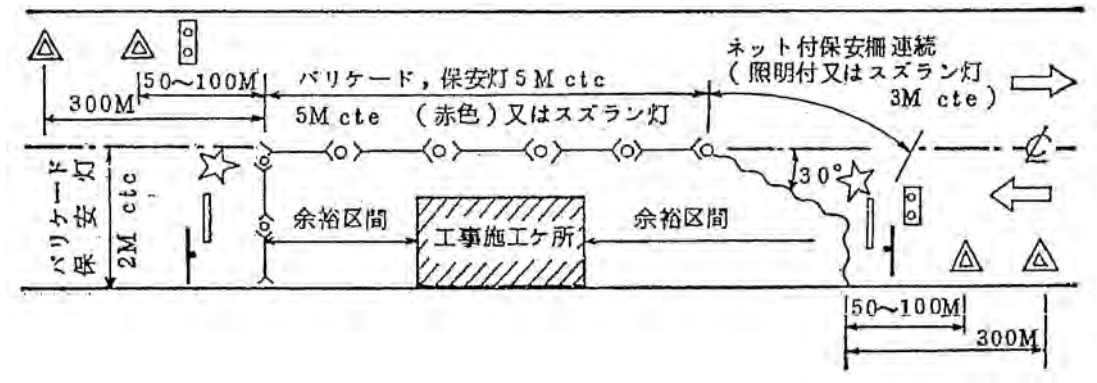 ネット付保安柵連続
(照明付又はスズラン灯
3M cte)
50〜100M
バリケード,保安灯5M ctc
300M
5M cte (赤色)又はスズラン灯
バリケード
保安灯
2M ctc
30°
余裕区間
工事施工ケ所
余裕区間
50〜100M
300M